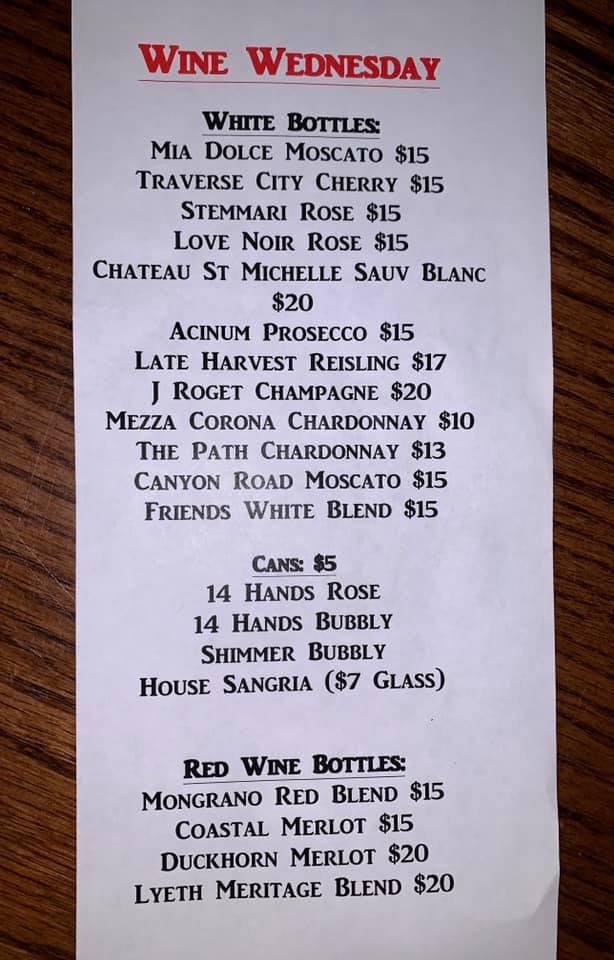 Wine Wednesday
White Bottles:
Mia Dolce Moscato $15
Traverse City Cherry $15
Stemmari Rose $15
Love Noir Rose $15
Chateau St Michelle Sauv Blanc
$20
Acinum Prosecco $15
Late Harvest Reisling $17
J Roget Champagne $20
Mezza Corona Chardonnay $10
The Path Chardonnay $13
Canyon Road Moscato $15
Friends White Blend $15
Cans: $5
14 Hands Rose
14 Hands Bubbly
Shimmer Bubbly
House Sangria ($7 Glass)
Red Wine Bottles:
Mongrano Red Blend $15
Coastal Merlot $15
Duckhorn Merlot $20
Lyeth Meritage Blend $20